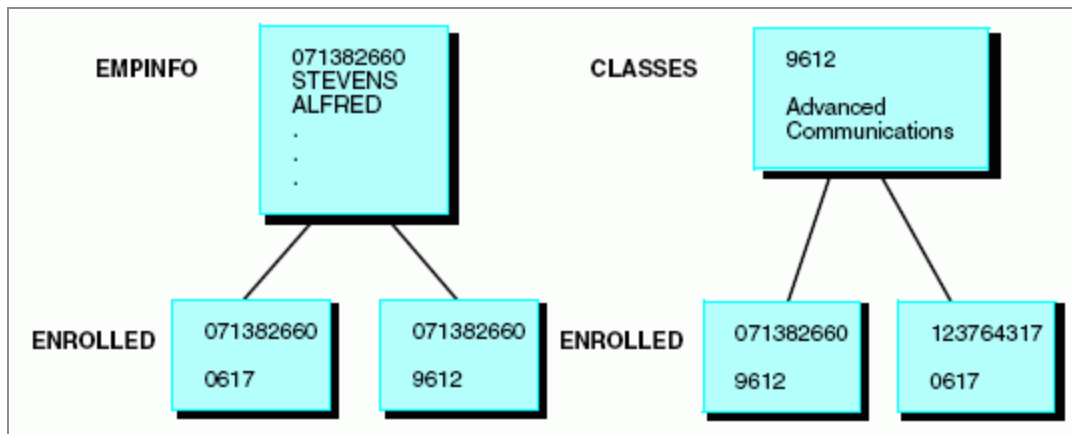 EMPINFO
071382660
STEVENS
ALFRED
.
.
.
CLASSES
9612
Advanced
Communications
ENROLLED
071382660
0617
071382660
9612
ENROLLED
071382660
9612
123764317
0617